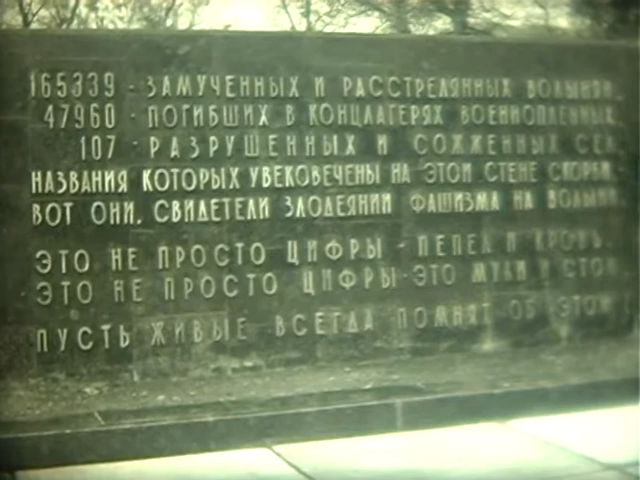 165339 - ЗАМУЧЕННЫХ И РАССТРЕЛЯННЫХ ВОЛЫНЯН,
47960 - ПОГИБШИХ В КОНЦЛАГЕРЯХ ВОЕННОПЛЕННЫХ,
107 - РАЗРУШЕННЫХ И СОЖЖЕННЫХ СЕЛ,
НАЗВАНИЯ КОТОРЫХ УВЕКОВЕЧЕНЫ НА ЭТОЙ СТЕНЕ СКОРБИ.
ВОТ ОНИ, СВИДЕТЕЛИ ЗЛОДЕЯНИЙ ФАШИЗМА НА ВОЛЫНИ.
ЭТО НЕ ПРОСТО ЦИФРЫ - ПЕПЕЛ И КРОВЬ.
ЭТО НЕ ПРОСТО ЦИФРЫ - ЭТО МУКИ И СТОН
ПУСТЬ ЖИВЫЕ ВСЕГДА ПОМНЯТ ОБ ЭТОМ